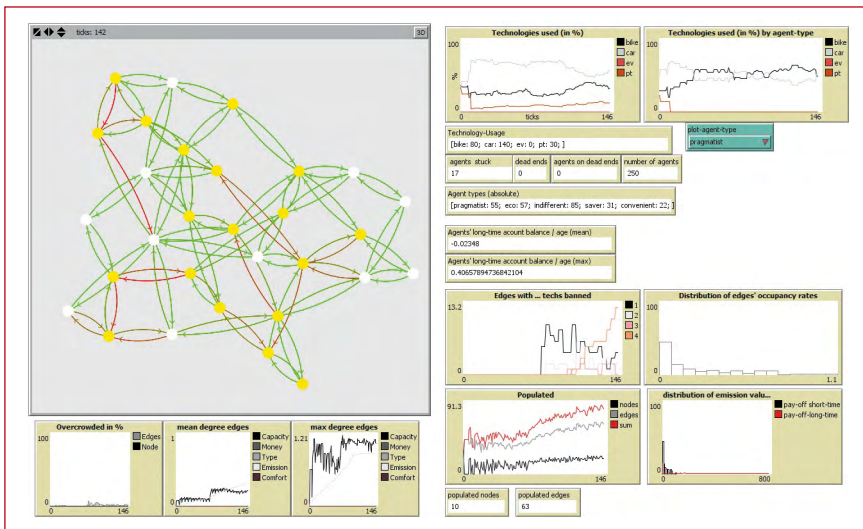 ticks: 142
3D
Technologies used (in %)
100
%
0
0
ticks
146
bike
car
ev
pt
Technologies used (in %) by agent-type
100
0
0
146
bike
car
ev
pt
Technology-Usage
[bike: 80; car: 140; ev: 0; pt: 30; ]
plot-agent-type
pragmatist
agents stuck
17
dead ends
0
agents on dead ends
0
number of agents
250
Agent types (absolute)
[pragmatist: 55; eco: 57; indifferent: 85; saver: 31; convenient: 22; ]
Agents' long-time acount balance / age (mean)
-0.02348
Agents' long-time account balance / age (max)
0.40657894736842104
Edges with ... techs banned
13.2
0
0
146
1
2
3
4
Distribution of edges' occupancy rates
100
0
0
1.1
Populated
91.3
0
0
146
nodes
edges
sum
distribution of emission valu...
100
0
0
800
pay-off short-time
pay-off-long-time
Overcrowded in %
100
0
0
146
Edges
Node
mean degree edges
1
0
0
146
Capacity
Money
Type
Emission
Comfort
max degree edges
1.21
0
0
146
Capacity
Money
Type
Emission
Comfort
populated nodes
10
populated edges
63